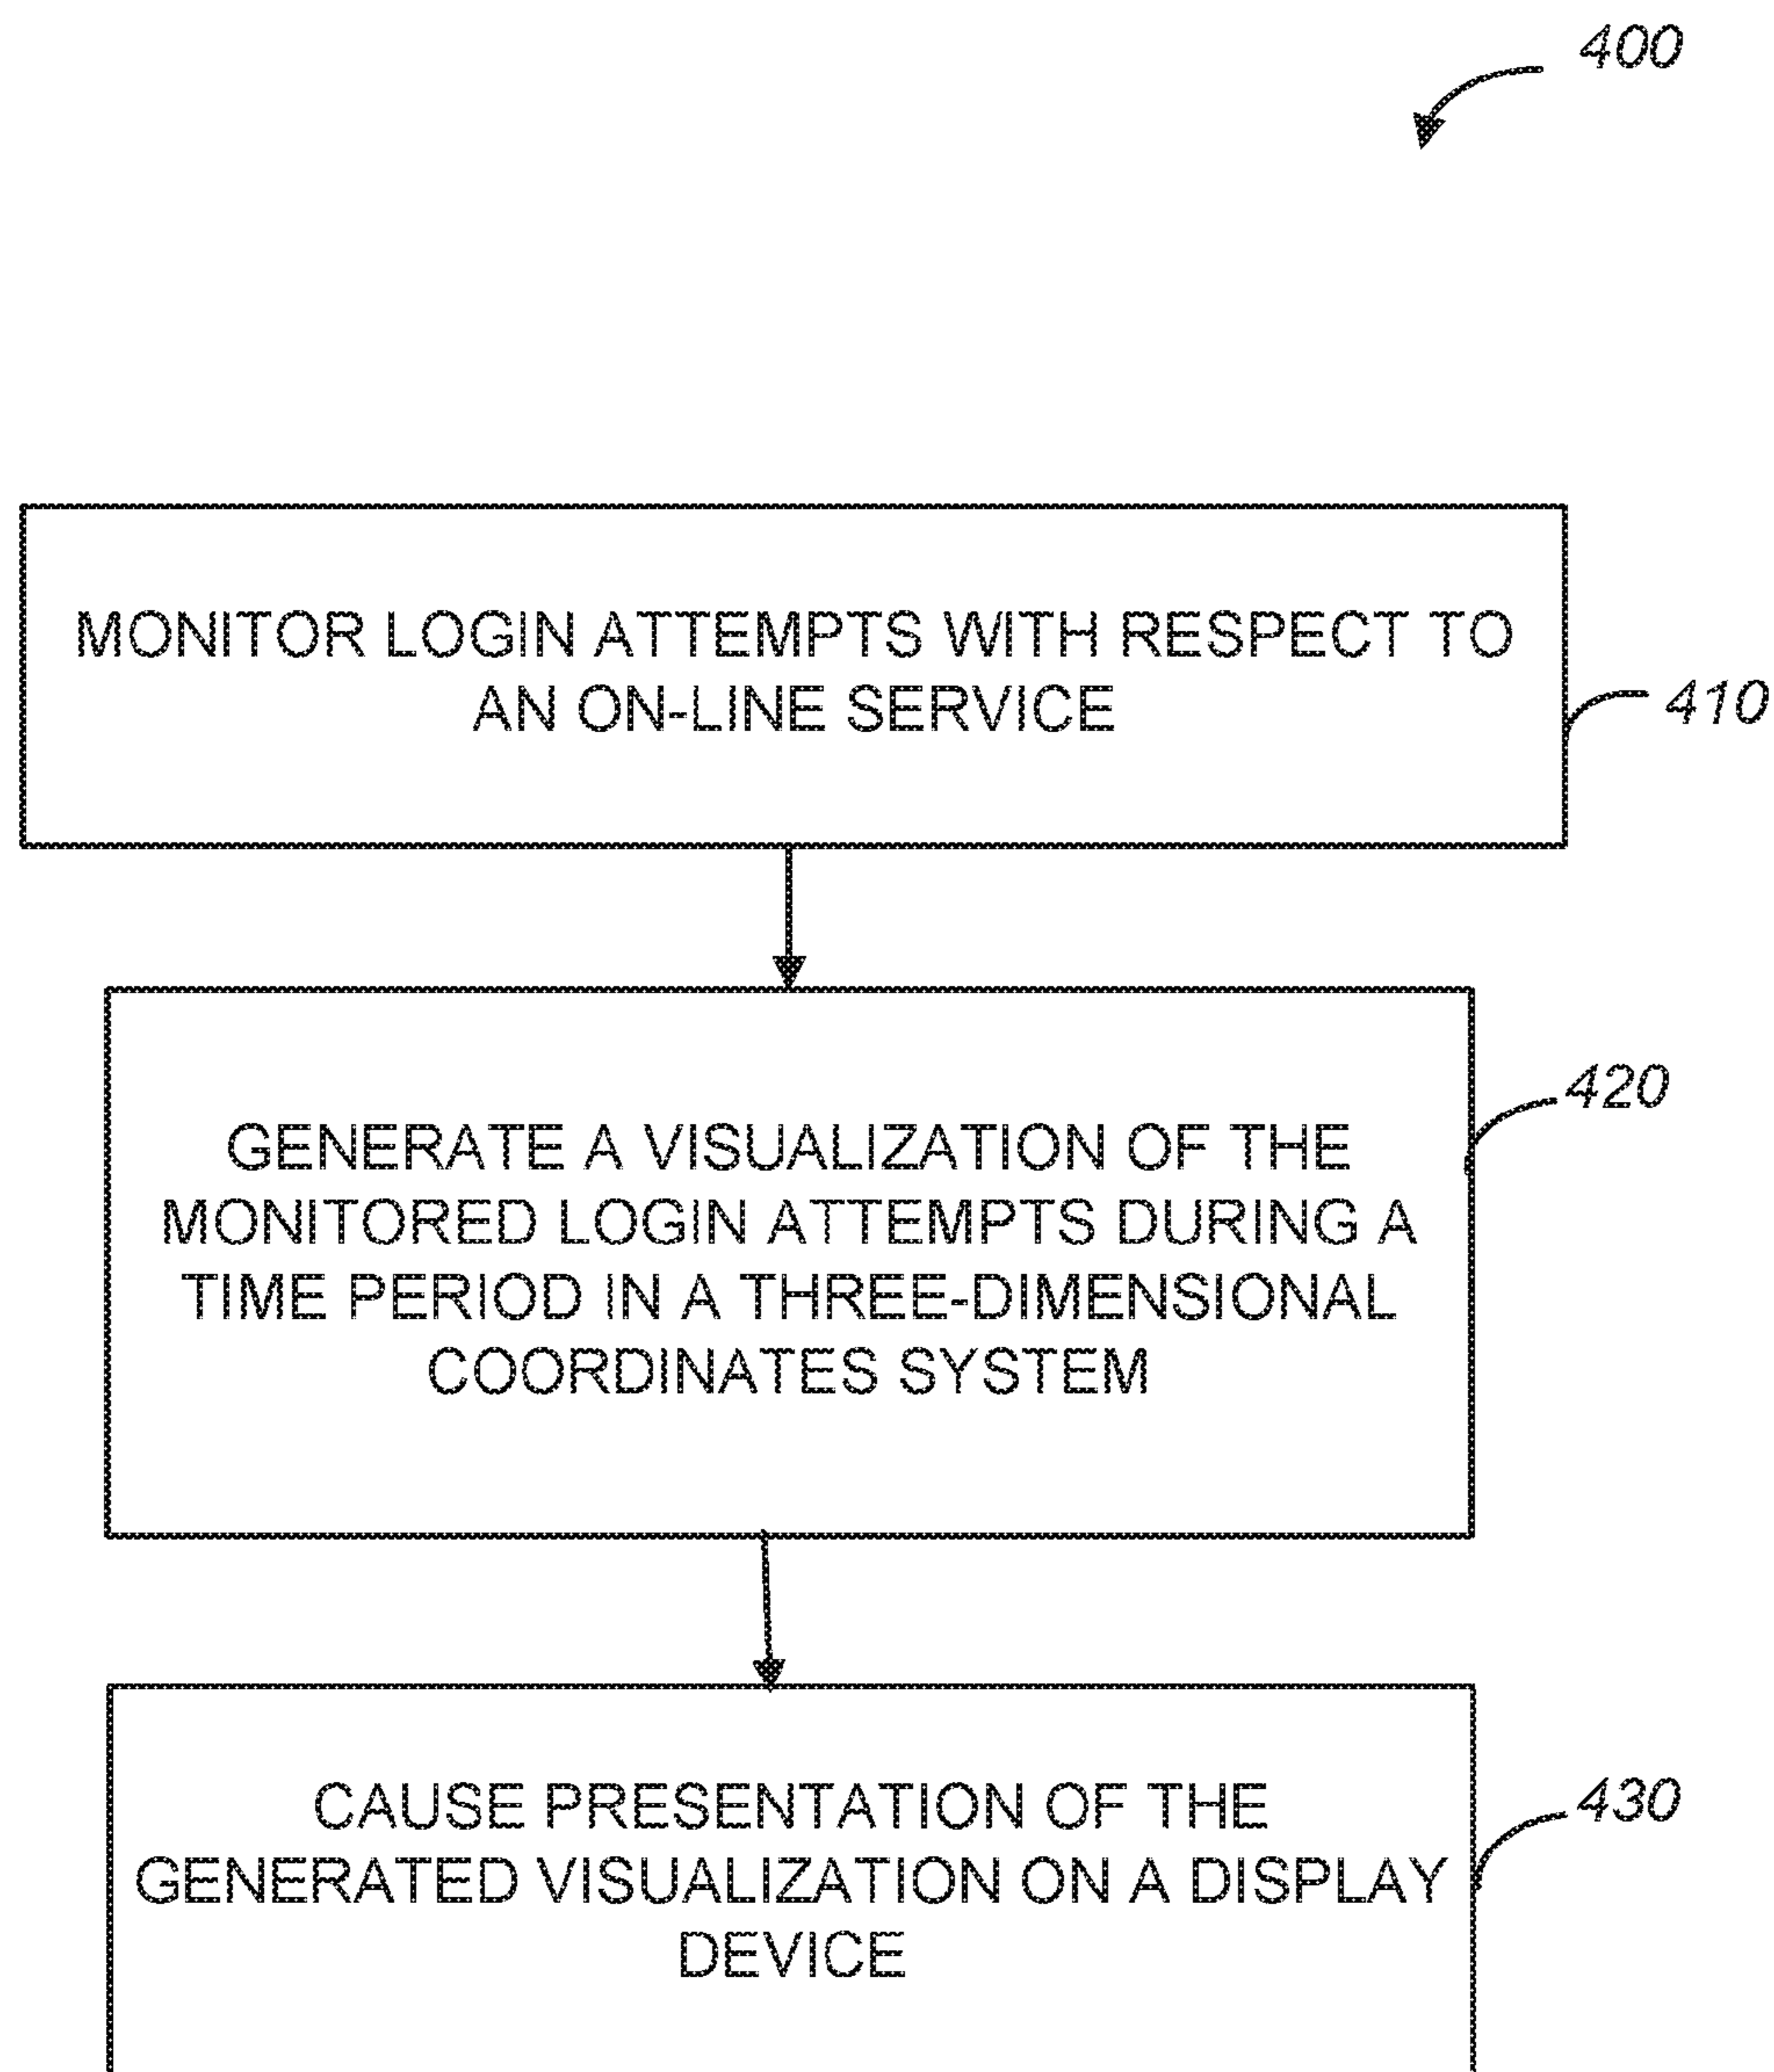 400
MONITOR LOGIN ATTEMPTS WITH RESPECT TO
AN ON-LINE SERVICE
410
GENERATE A VISUALIZATION OF THE
MONITORED LOGIN ATTEMPTS DURING A
TIME PERIOD IN A THREE-DIMENSIONAL
COORDINATES SYSTEM
420
CAUSE PRESENTATION OF THE
GENERATED VISUALIZATION ON A DISPLAY
DEVICE
430